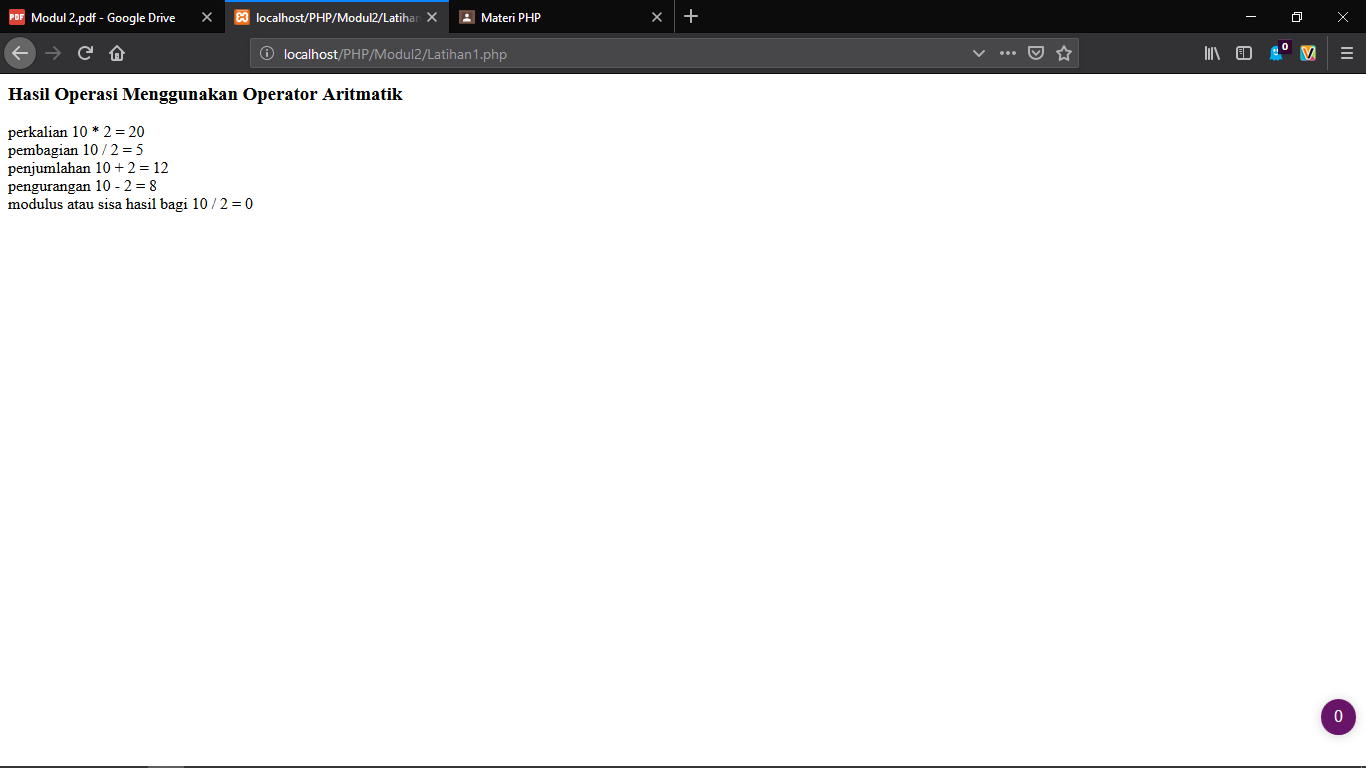 Modul 2.pdf - Google Drive
localhost/PHP/Modul2/Latihan
Materi PHP
localhost/PHP/Modul2/Latihan1.php
0
Hasil Operasi Menggunakan Operator Aritmatik
perkalian 10 * 2 = 20
pembagian 10 / 2 = 5
penjumlahan 10 + 2 = 12
pengurangan 10 - 2 = 8
modulus atau sisa hasil bagi 10 / 2 = 0
0